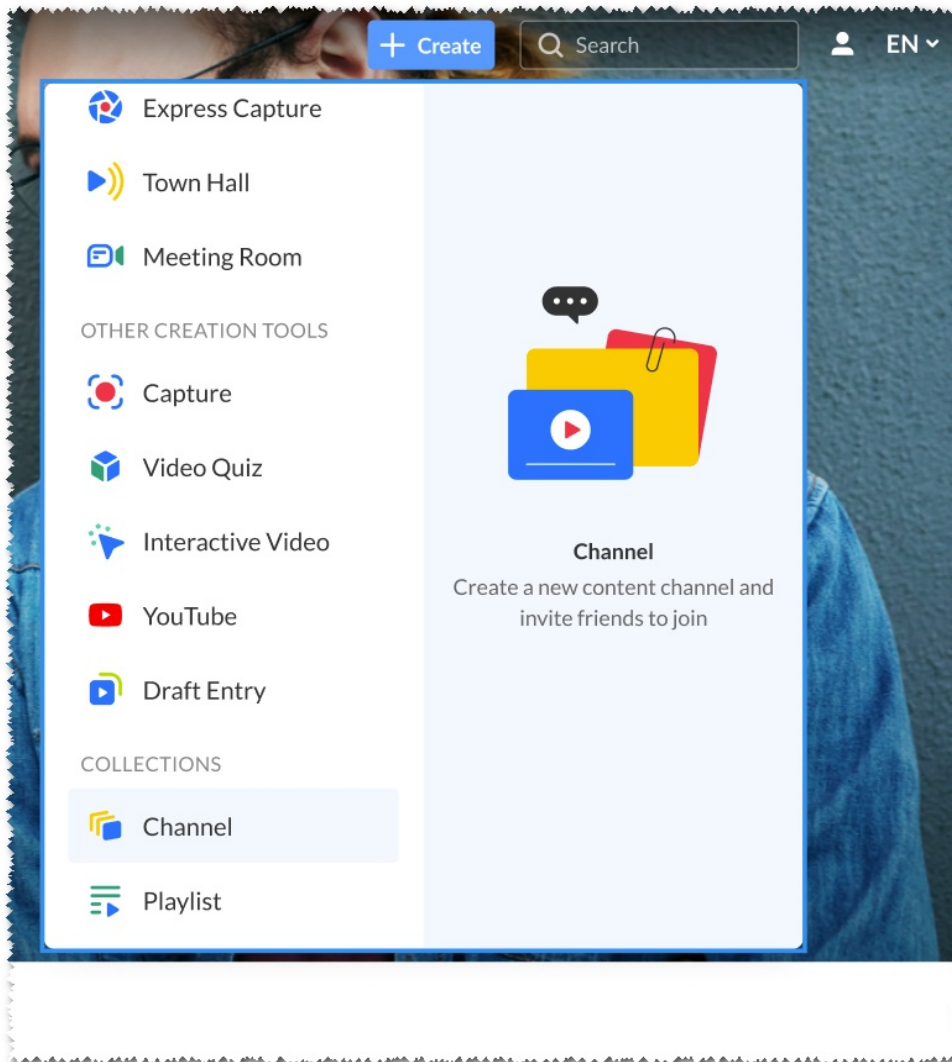 Create
Search
EN
Express Capture
Town Hall
Meeting Room
OTHER CREATION TOOLS
Capture
Video Quiz
Interactive Video
YouTube
Draft Entry
COLLECTIONS
Channel
Playlist
Channel
Create a new content channel and
invite friends to join